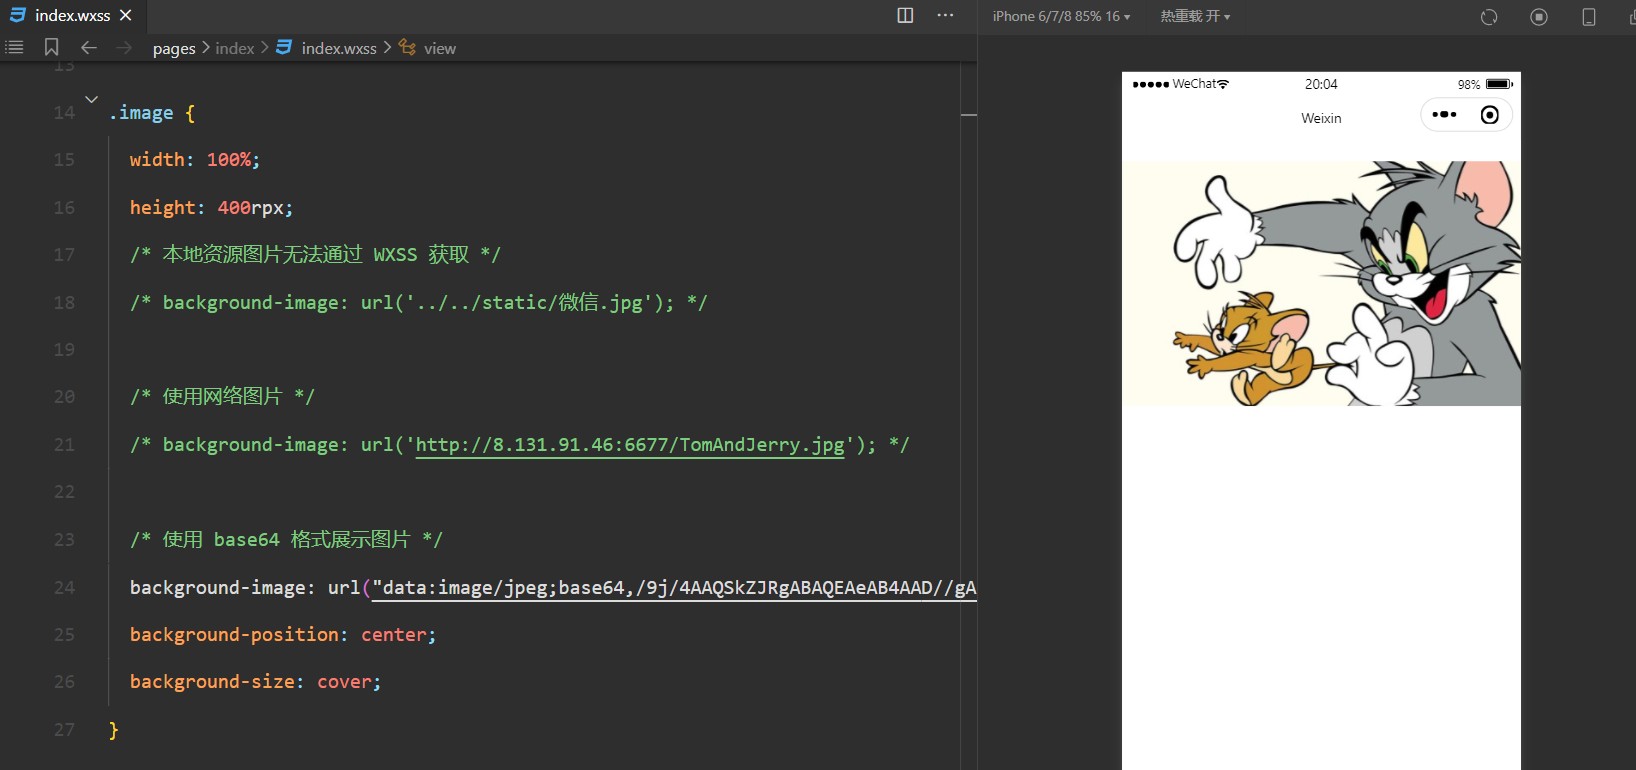 index.wxss
pages > index > index.wxss > view
13
14 .image {
15 width: 100%;
16 height: 400rpx;
17 /* 本地资源图片无法通过 WXSS 获取 */
18 /* background-image: url('../../static/微信.jpg'); */
19
20 /* 使用网络图片 */
21 /* background-image: url('http://8.131.91.46:6677/TomAndJerry.jpg'); */
22
23 /* 使用 base64 格式展示图片 */
24 background-image: url("data:image/jpeg;base64,/9j/4AAQSkZJRgABAQEAeAB4AAD//gA
25 background-position: center;
26 background-size: cover;
27 }
iPhone 6/7/8 85% 16 热重载 开
WeChat 20:04 98%
Weixin